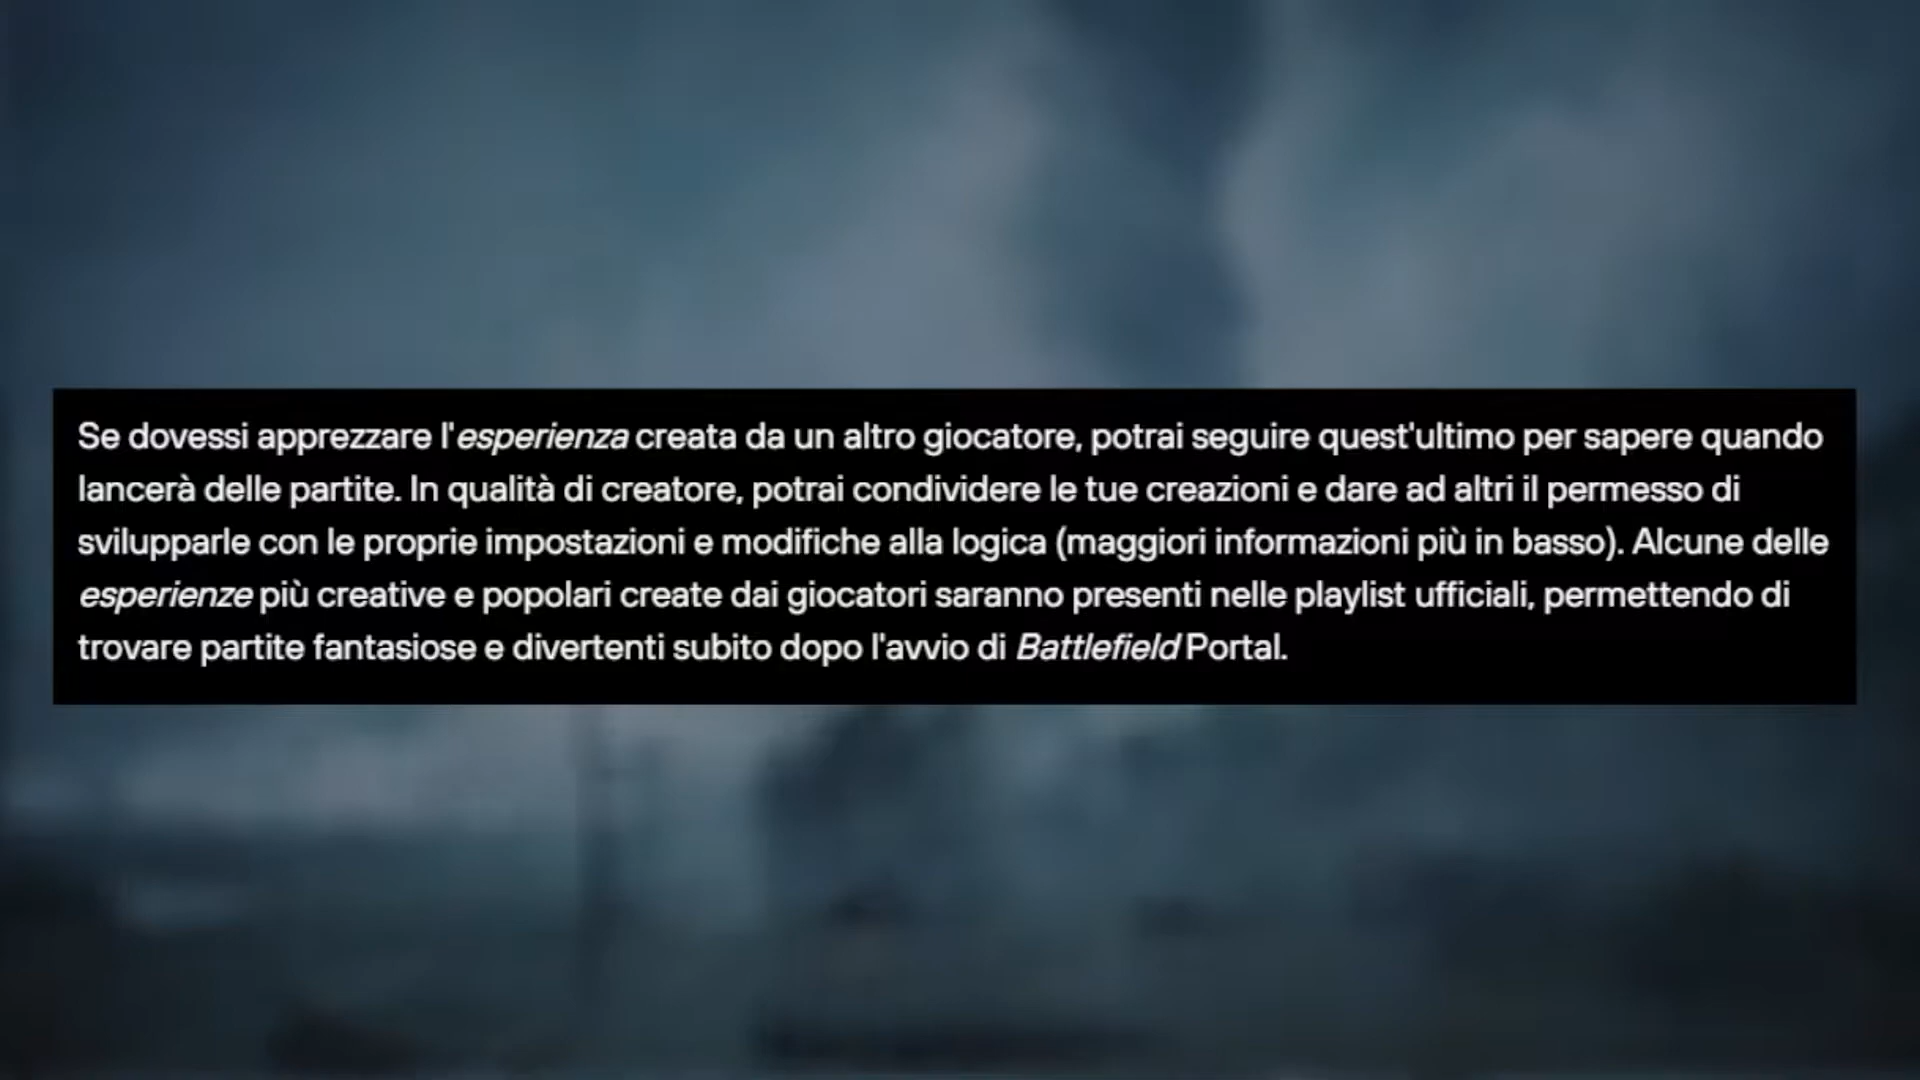 Se dovessi apprezzare l'esperienza creata da un altro giocatore, potrai seguire quest'ultimo per sapere quando
lancerà delle partite. In qualità di creatore, potrai condividere le tue creazioni e dare ad altri il permesso di
svilupparle con le proprie impostazioni e modifiche alla logica (maggiori informazioni più in basso). Alcune delle
esperienze più creative e popolari create dai giocatori saranno presenti nelle playlist ufficiali, permettendo di
trovare partite fantasiose e divertenti subito dopo l'avvio di Battlefield Portal.